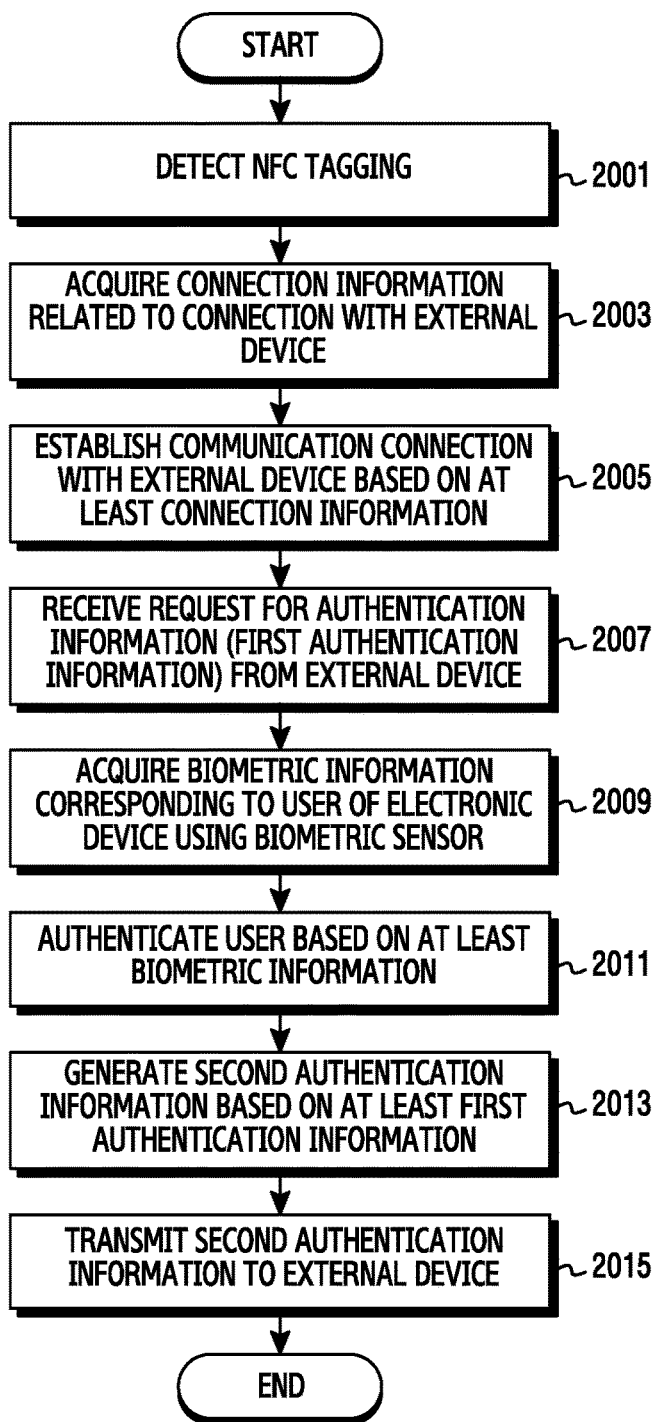 START
DETECT NFC TAGGING
2001
ACQUIRE CONNECTION INFORMATION
RELATED TO CONNECTION WITH EXTERNAL
DEVICE
2003
ESTABLISH COMMUNICATION CONNECTION
WITH EXTERNAL DEVICE BASED ON AT
LEAST CONNECTION INFORMATION
2005
RECEIVE REQUEST FOR AUTHENTICATION
INFORMATION (FIRST AUTHENTICATION
INFORMATION) FROM EXTERNAL DEVICE
2007
ACQUIRE BIOMETRIC INFORMATION
CORRESPONDING TO USER OF ELECTRONIC
DEVICE USING BIOMETRIC SENSOR
2009
AUTHENTICATE USER BASED ON AT LEAST
BIOMETRIC INFORMATION
2011
GENERATE SECOND AUTHENTICATION
INFORMATION BASED ON AT LEAST FIRST
AUTHENTICATION INFORMATION
2013
TRANSMIT SECOND AUTHENTICATION
INFORMATION TO EXTERNAL DEVICE
2015
END